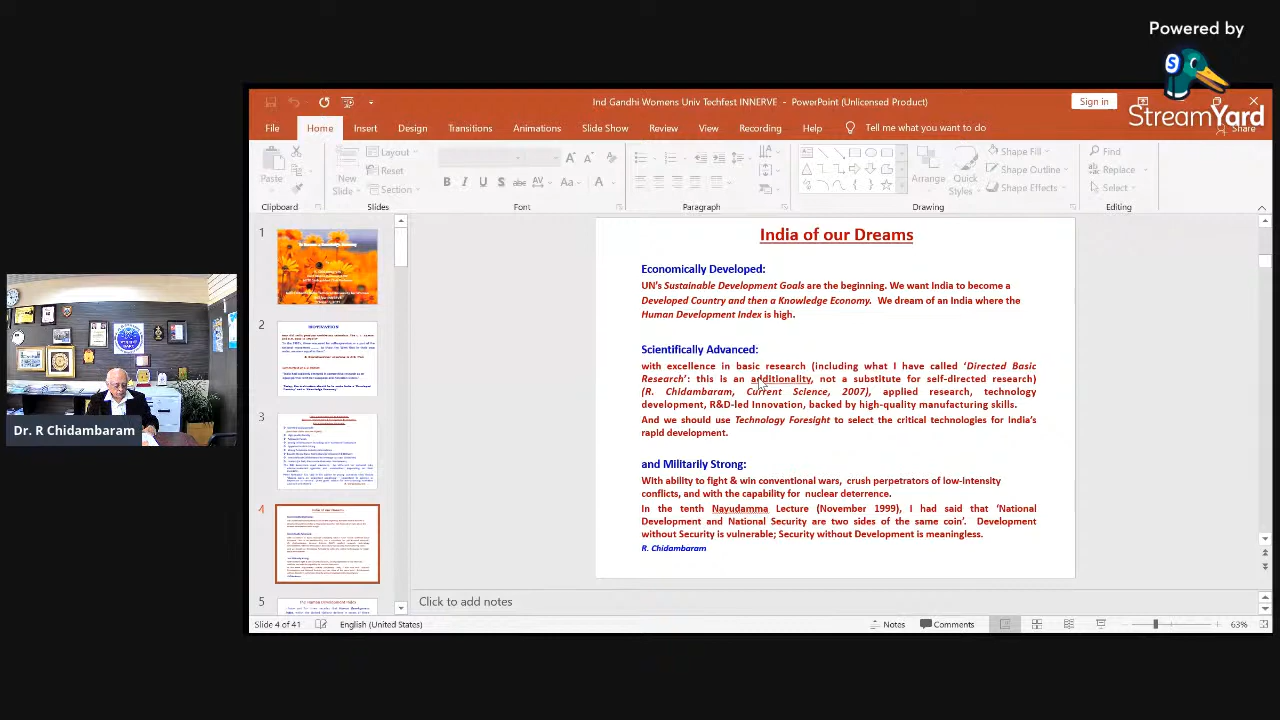 Powered by
StreamYard
Ind Gandhi Womens Univ Techfest INNERVE - PowerPoint (Unlicensed Product)
Sign in
File Home Insert Design Transitions Animations Slide Show Review View Recording Help Tell me what you want to do
Share
Paste
New Slide
Layout
Reset
Section
Arrange
Quick Styles
Shape Fill
Shape Outline
Shape Effects
Find
Replace
Select
Clipboard Slides Font Paragraph Drawing Editing
1
2
MOTIVATION
3
4
5
The Human Development Index
India of our Dreams
Economically Developed:
UN's Sustainable Development Goals are the beginning. We want India to become a
Developed Country and then a Knowledge Economy. We dream of an India where the
Human Development Index is high.
Scientifically Advanced:
with excellence in basic research (including what I have called 'Directed Basic
Research': this is an additionality, not a substitute for self-directed research)
(R. Chidambaram, Current Science, 2007), applied research, technology
development, R&D-led Innovation, backed by high-quality manufacturing skills.
And we should use Technology Foresight to select the critical technologies for India's
rapid development.
and Militarily Strong:
With ability to fight to win conventional wars, crush perpetrators of low-intensity
conflicts, and with the capability for nuclear deterrence.
In the tenth Lecture (November 1999), I had said that 'National
Development and National Security are two sides of the same coin'. Development
without Security is vulnerable; Security without Development is meaningless.
R. Chidambaram
Dr. R Chidambaram
Click to add notes
Slide 4 of 41 English (United States) Notes Comments 63%